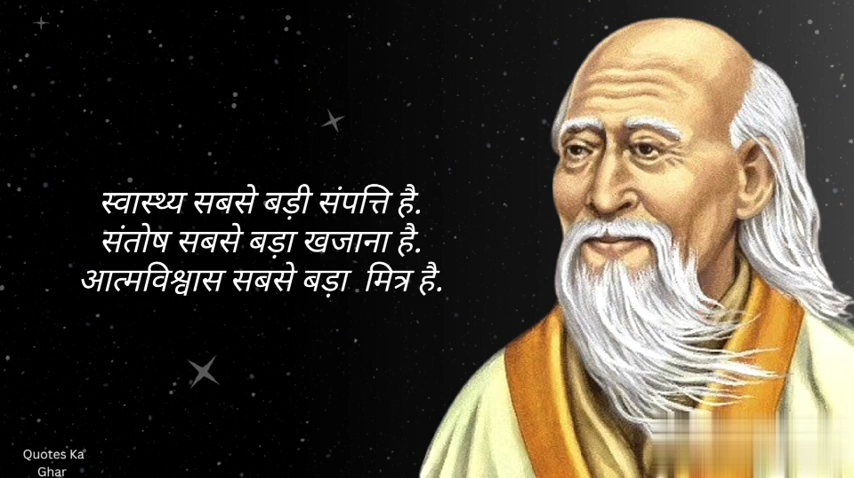 स्वास्थ्य सबसे बड़ी संपत्ति है.
संतोष सबसे बड़ा खजाना है.
आत्मविश्वास सबसे बड़ा  मित्र है.
Quotes Ka
Ghar